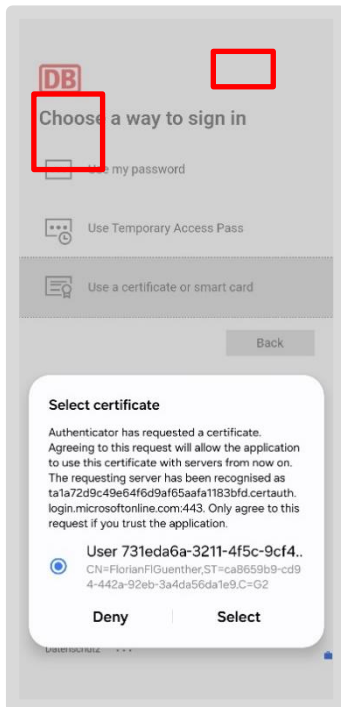 DB
Choose a way to sign in
Use my password
Use Temporary Access Pass
Use a certificate or smart card
Back
Select certificate
Authenticator has requested a certificate.
Agreeing to this request will allow the application
to use this certificate with servers from now on.
The requesting server has been recognised as
ta1a72d9c49e64f6d9af65aafa1183bfd.certauth.
login.microsoftonline.com:443. Only agree to this
request if you trust the application.
User 731eda6a-3211-4f5c-9cf4..
CN=FlorianFlGuenther,ST=ca8659b9-cd9
4-442a-92eb-3a4da56da1e9,C=G2
Deny
Select
Datenschutz ...